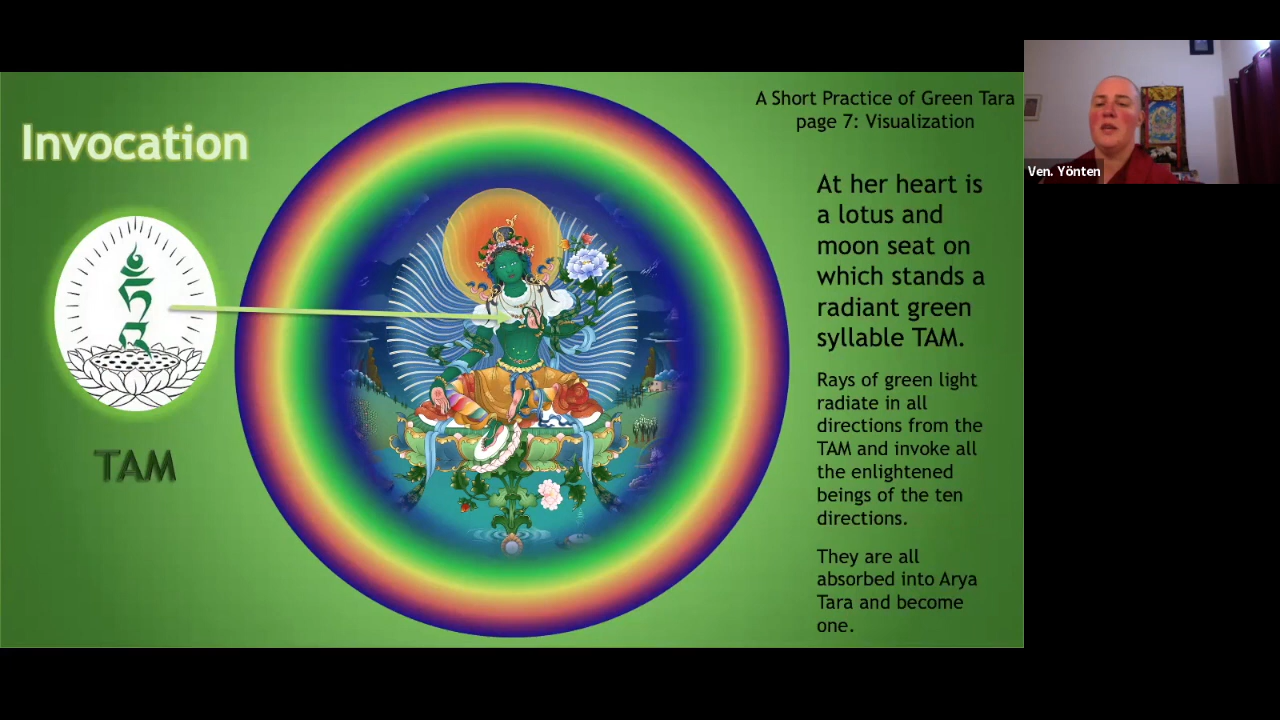 Invocation
TAM
A Short Practice of Green Tara
page 7: Visualization
At her heart is
a lotus and
moon seat on
which stands a
radiant green
syllable TAM.
Rays of green light
radiate in all
directions from the
TAM and invoke all
the enlightened
beings of the ten
directions.
They are all
absorbed into Arya
Tara and become
one.
Ven. Yönten